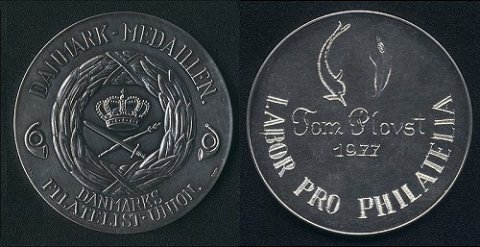 DANMARK · MEDAILLEN.
DANMARKS
FILATELIST-UNION.
Tom Plovst
1977
LABOR PRO PHILATELIA